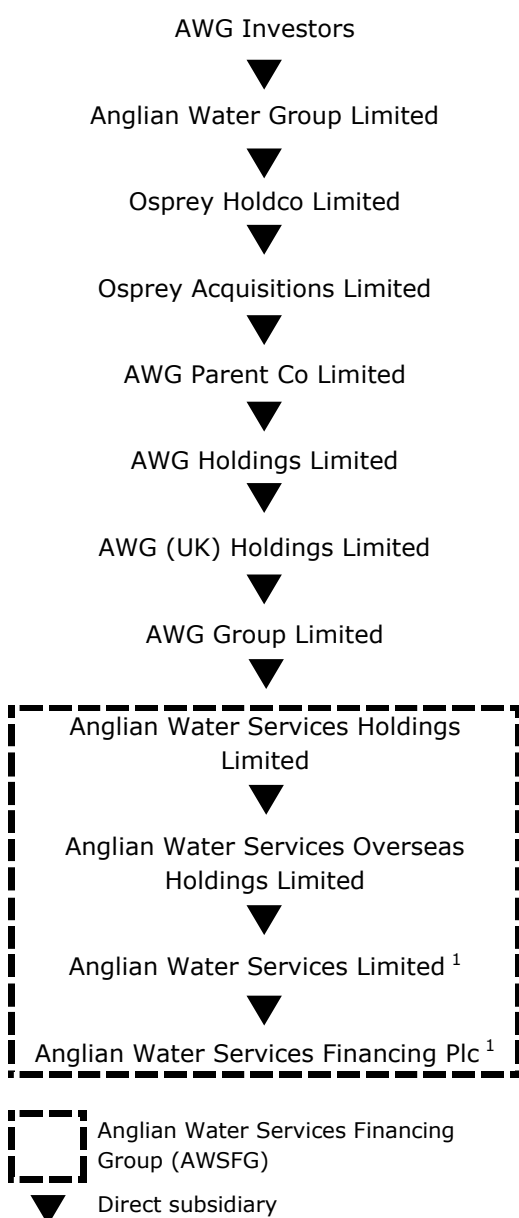 AWG Investors
Anglian Water Group Limited
Osprey Holdco Limited
Osprey Acquisitions Limited
AWG Parent Co Limited
AWG Holdings Limited
AWG (UK) Holdings Limited
AWG Group Limited
Anglian Water Services Holdings
Limited
Anglian Water Services Overseas
Holdings Limited
Anglian Water Services Limited 1
Anglian Water Services Financing Plc 1
Anglian Water Services Financing
Group (AWSFG)
Direct subsidiary